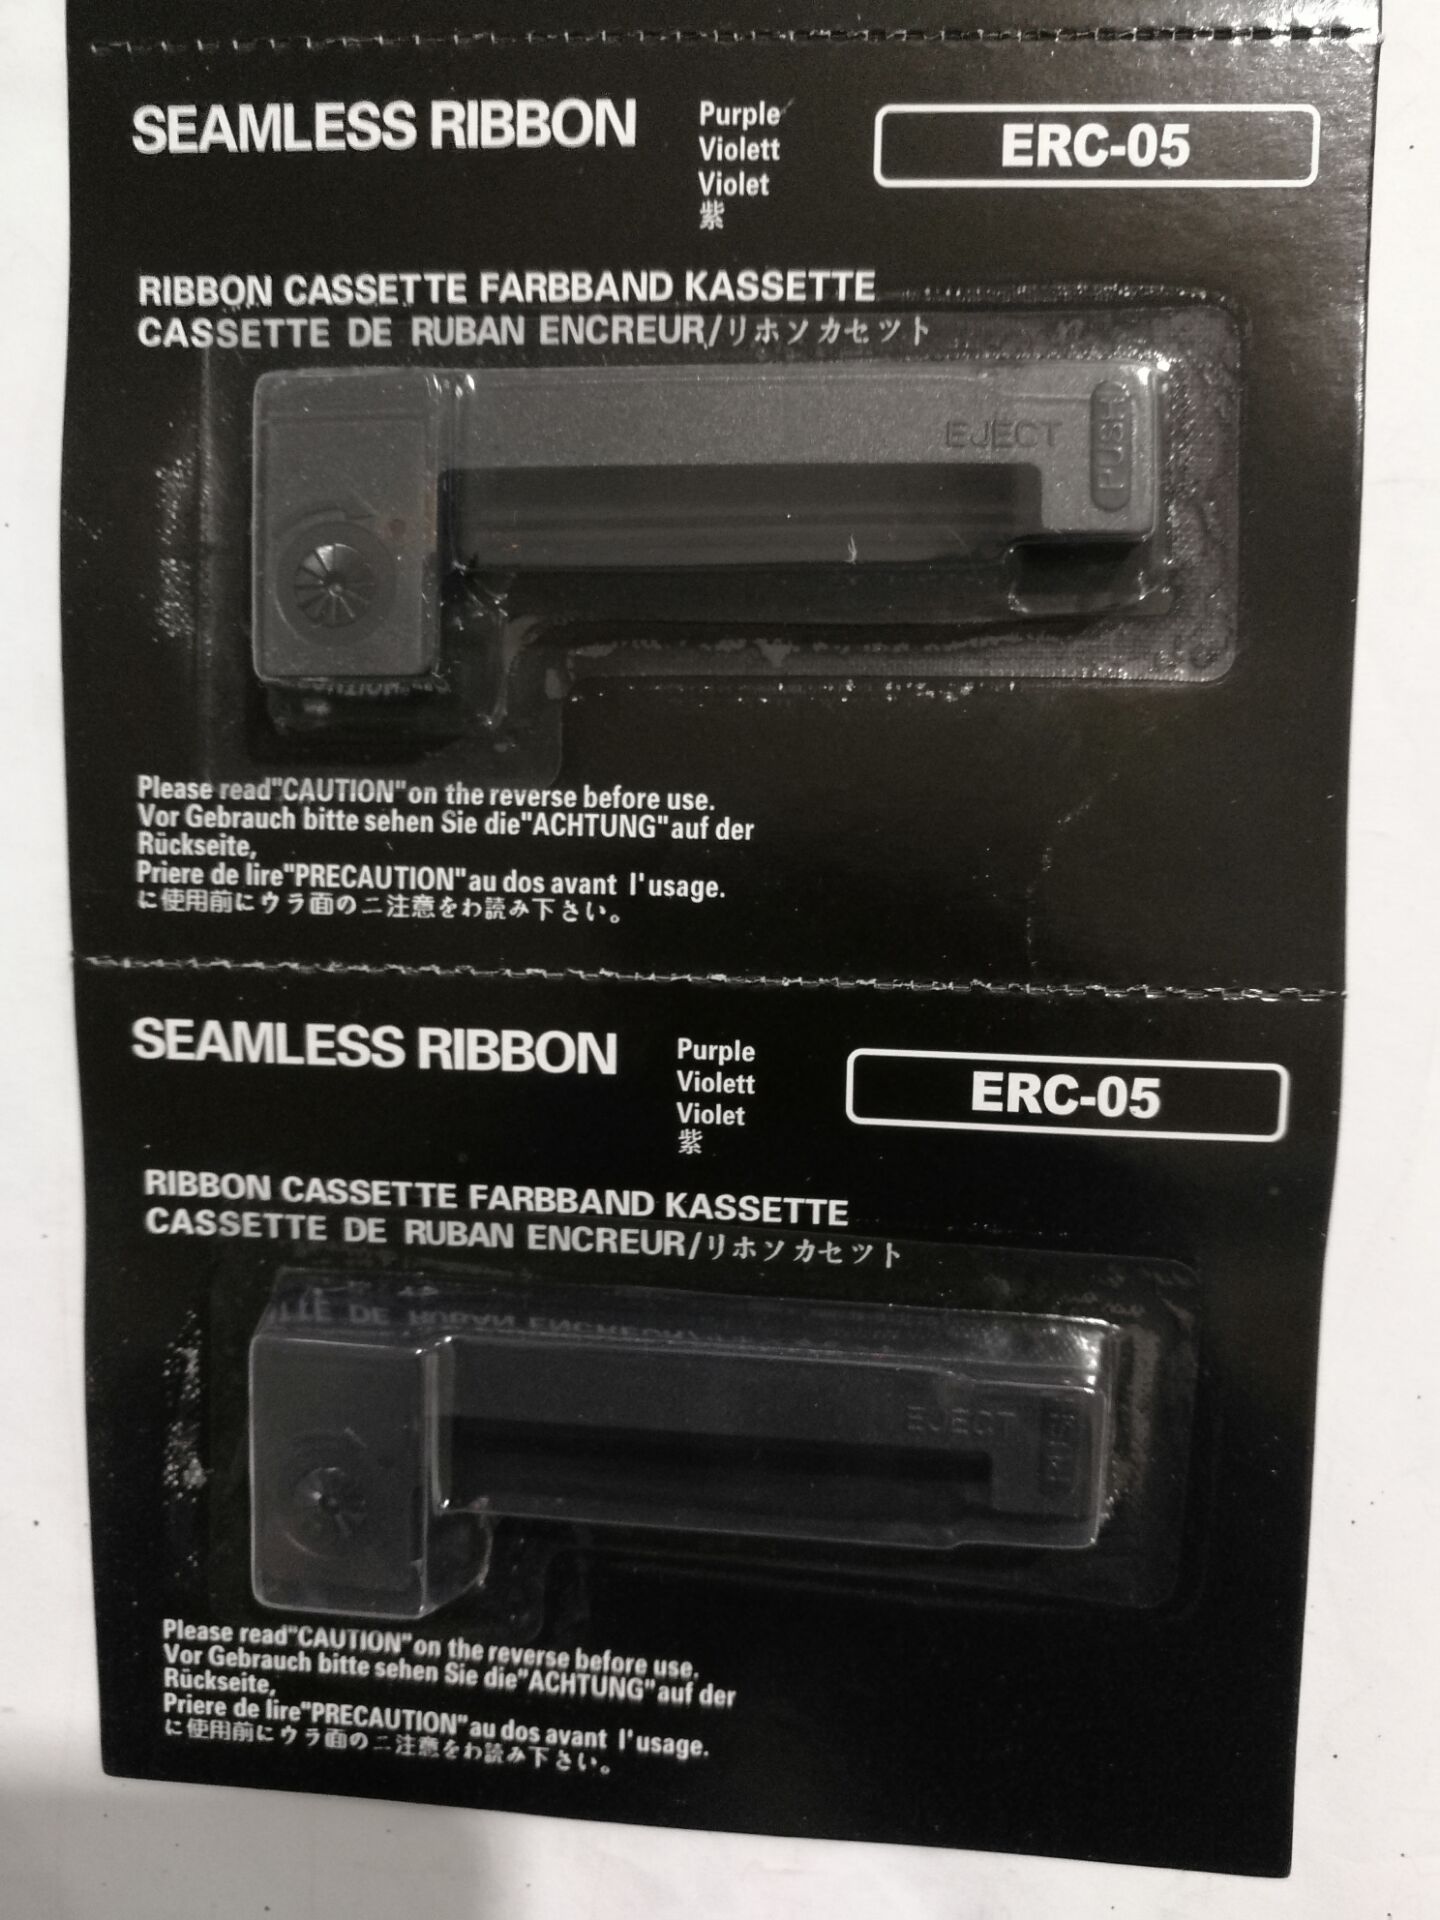 SEAMLESS RIBBON
Purple
Violett
Violet
紫
ERC-05
RIBBON CASSETTE FARBBAND KASSETTE
CASSETTE DE RUBAN ENCREUR/リホソカセツト
EJECT
PUSH
Please read"CAUTION"on the reverse before use.
Vor Gebrauch bitte sehen Sie die"ACHTUNG"auf der
Rückseite,
Priere de lire"PRECAUTION"au dos avant l'usage.
に使用前にウラ面の二注意をわ読み下さい。
SEAMLESS RIBBON
Purple
Violett
Violet
紫
ERC-05
RIBBON CASSETTE FARBBAND KASSETTE
CASSETTE DE RUBAN ENCREUR/リホソカセツト
EJECT
PUSH
Please read"CAUTION"on the reverse before use.
Vor Gebrauch bitte sehen Sie die"ACHTUNG"auf der
Rückseite,
Priere de lire"PRECAUTION"au dos avant l'usage.
に使用前にウラ面の二注意をわ読み下さい。